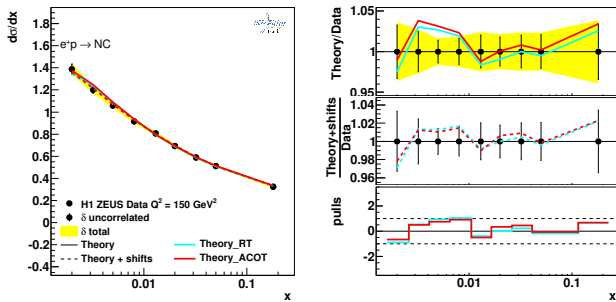 dσ/dx
1.8
1.6
e+p → NC
1.4
1.2
1
0.8
0.6
0.4
H1 ZEUS Data Q² = 150 GeV²
0.2
δ uncorrelated
δ total
0
Theory
Theory_RT
-0.2
Theory + shifts
Theory_ACOT
-0.4
0.01
0.1
x
Theory/Data
1.05
1
0.95
Theory+shifts
Data
1.04
1.02
1
0.98
0.96
pulls
2
0
-2
0.01
0.1
x